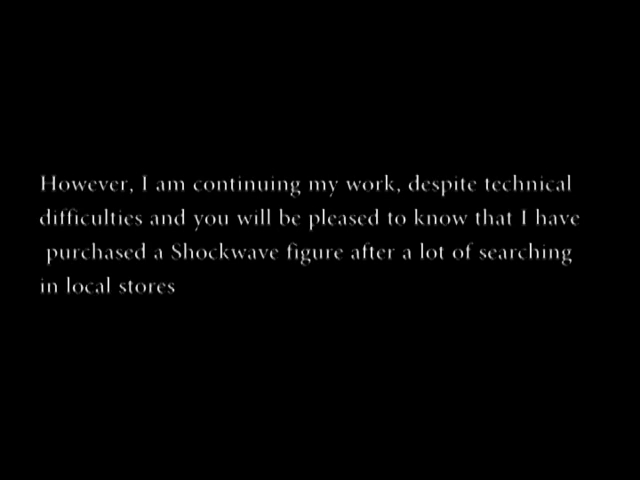 However, I am continuing my work, despite technical
difficulties and you will be pleased to know that I have
purchased a Shockwave figure after a lot of searching
in local stores